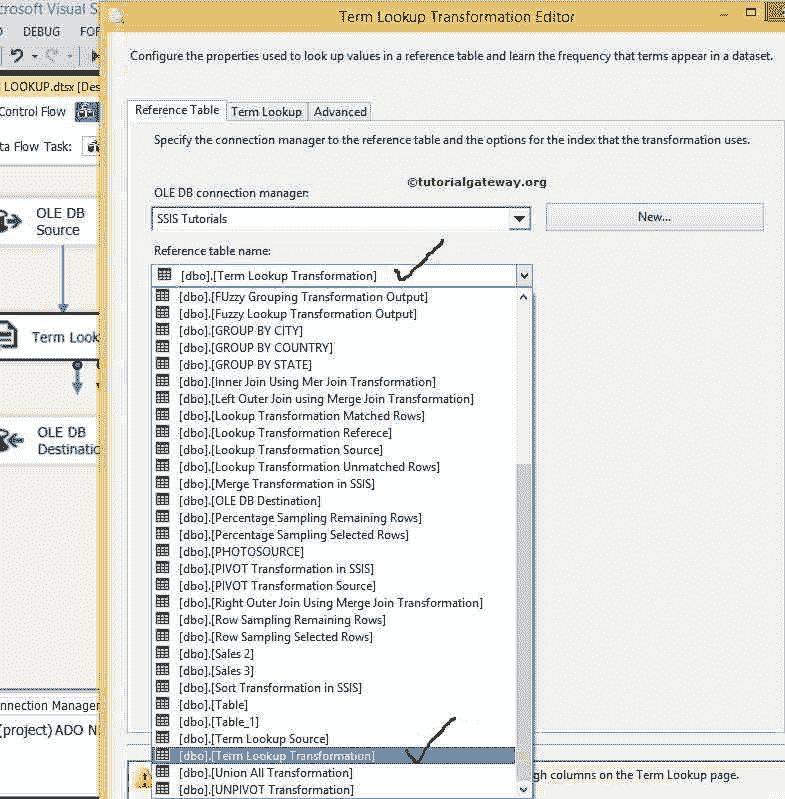 crosoft Visual S
DEBUG FO
LOOKUP.dtsx [Des
Control Flow
ta Flow Task:
OLE DB
Source
Term Look
OLE DB
Destinatio
nnection Manager
(project) ADO N
Term Lookup Transformation Editor
Configure the properties used to look up values in a reference table and learn the frequency that terms appear in a dataset.
Reference Table Term Lookup Advanced
Specify the connection manager to the reference table and the options for the index that the transformation uses.
©tutorialgateway.org
OLE DB connection manager:
SSIS Tutorials New...
Reference table name:
[dbo].[Term Lookup Transformation]
[dbo].[FUzzy Grouping Transformation Output]
[dbo].[Fuzzy Lookup Transformation Output]
[dbo].[GROUP BY CITY]
[dbo].[GROUP BY COUNTRY]
[dbo].[GROUP BY STATE]
[dbo].[Inner Join Using Mer Join Transformation]
[dbo].[Left Outer Join using Merge Join Transformation]
[dbo].[Lookup Transformation Matched Rows]
[dbo].[Lookup Transformation Referece]
[dbo].[Lookup Transformation Source]
[dbo].[Lookup Transformation Unmatched Rows]
[dbo].[Merge Transformation in SSIS]
[dbo].[OLE DB Destination]
[dbo].[Percentage Sampling Remaining Rows]
[dbo].[Percentage Sampling Selected Rows]
[dbo].[PHOTOSOURCE]
[dbo].[PIVOT Transformation in SSIS]
[dbo].[PIVOT Transformation Source]
[dbo].[Right Outer Join Using Merge Join Transformation]
[dbo].[Row Sampling Remaining Rows]
[dbo].[Row Sampling Selected Rows]
[dbo].[Sales 2]
[dbo].[Sales 3]
[dbo].[Sort Transformation in SSIS]
[dbo].[Table]
[dbo].[Table_1]
[dbo].[Term Lookup Source]
[dbo].[Term Lookup Transformation]
[dbo].[Union All Transformation]
[dbo].[UNPIVOT Transformation]
gh columns on the Term Lookup page.